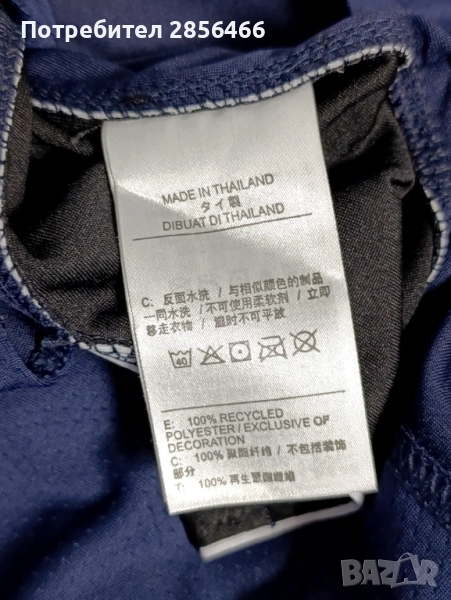 Потребител 2856466
MADE IN THAILAND
タイ製
DIBUAT DI THAILAND
C: 反面水洗 / 与相似颜色的制品
一同水洗 / 不可使用柔软剂 / 立即
移走衣物 / 湿时不可平放
40
E: 100% RECYCLED
POLYESTER / EXCLUSIVE OF
DECORATION
C: 100% 聚酯纤维 / 不包括装饰
部分
T: 100% 再生聚酯纖維
BAZAR